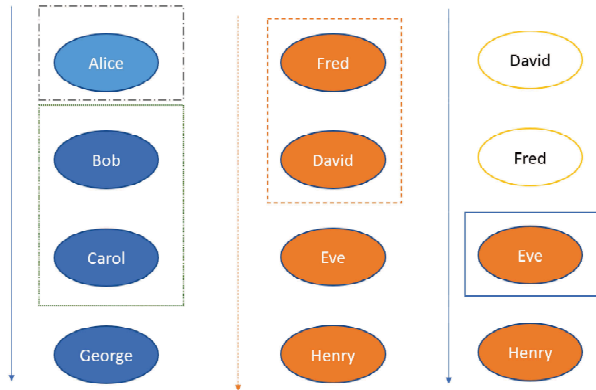 Alice
Bob
Carol
George
Fred
David
Eve
Henry
David
Fred
Eve
Henry